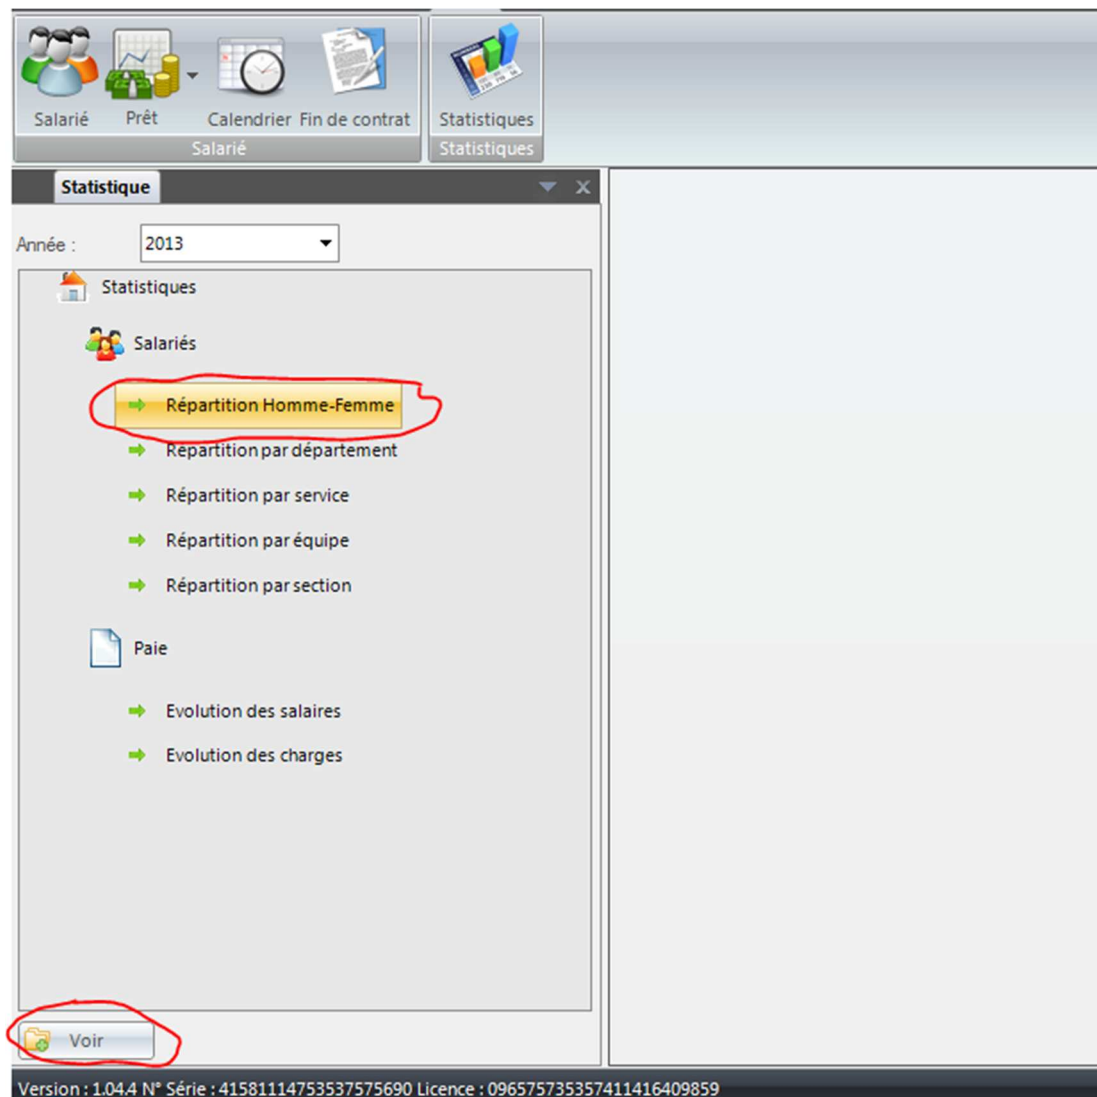 Salarié Prêt Calendrier Fin de contrat Statistiques
Salarié Statistiques
Statistique
Année : 2013
Statistiques
Salariés
Répartition Homme-Femme
Repartition par département
Répartition par service
Répartition par équipe
Répartition par section
Paie
Evolution des salaires
Evolution des charges
Voir
Version : 1.04.4 N° Série : 41581114753537575690 Licence : 096575735357411416409859